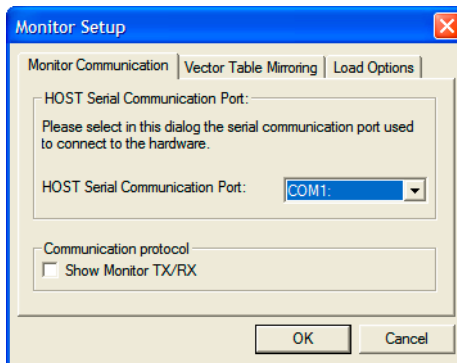 Monitor Setup
Monitor Communication
Vector Table Mirroring
Load Options
HOST Serial Communication Port:
Please select in this dialog the serial communication port used
to connect to the hardware.
HOST Serial Communication Port:
COM1:
Communication protocol
Show Monitor TX/RX
OK
Cancel